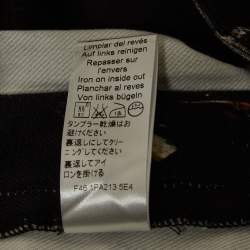 Limpiar del revés
Auf links reinigen
Repasser sur
l'envers
Iron on inside out
Planchar al revés
Von links bügeln
タンブラー乾燥はお
避けください
裏返しにしてクリー
ニングしてください
裏返してアイ
ロンを掛ける
F46 1FA213 5E4